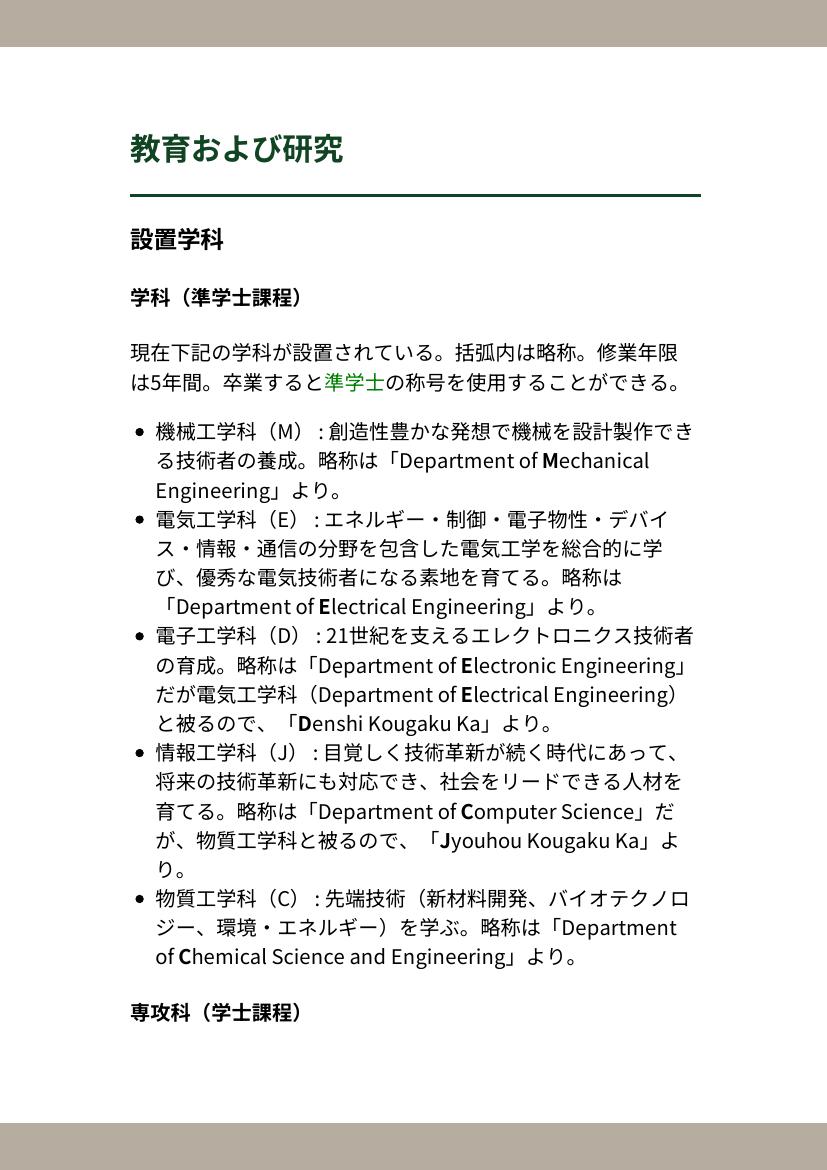 教育および研究
設置学科
学科（準学士課程）
現在下記の学科が設置されている。括弧内は略称。修業年限
は5年間。卒業すると準学士の称号を使用することができる。
• 機械工学科（M）：創造性豊かな発想で機械を設計製作でき
る技術者の養成。略称は「Department of Mechanical
Engineering」より。
• 電気工学科（E）：エネルギー・制御・電子物性・デバイ
ス・情報・通信の分野を包含した電気工学を総合的に学
び、優秀な電気技術者になる素地を育てる。略称は
「Department of Electrical Engineering」より。
• 電子工学科（D）：21世紀を支えるエレクトロニクス技術者
の育成。略称は「Department of Electronic Engineering」
だが電気工学科（Department of Electrical Engineering）
と被るので、「Denshi Kougaku Ka」より。
• 情報工学科（J）：目覚しく技術革新が続く時代にあって、
将来の技術革新にも対応でき、社会をリードできる人材を
育てる。略称は「Department of Computer Science」だ
が、物質工学科と被るので、「Jyouhou Kougaku Ka」よ
り。
• 物質工学科（C）：先端技術（新材料開発、バイオテクノロ
ジー、環境・エネルギー）を学ぶ。略称は「Department
of Chemical Science and Engineering」より。
専攻科（学士課程）